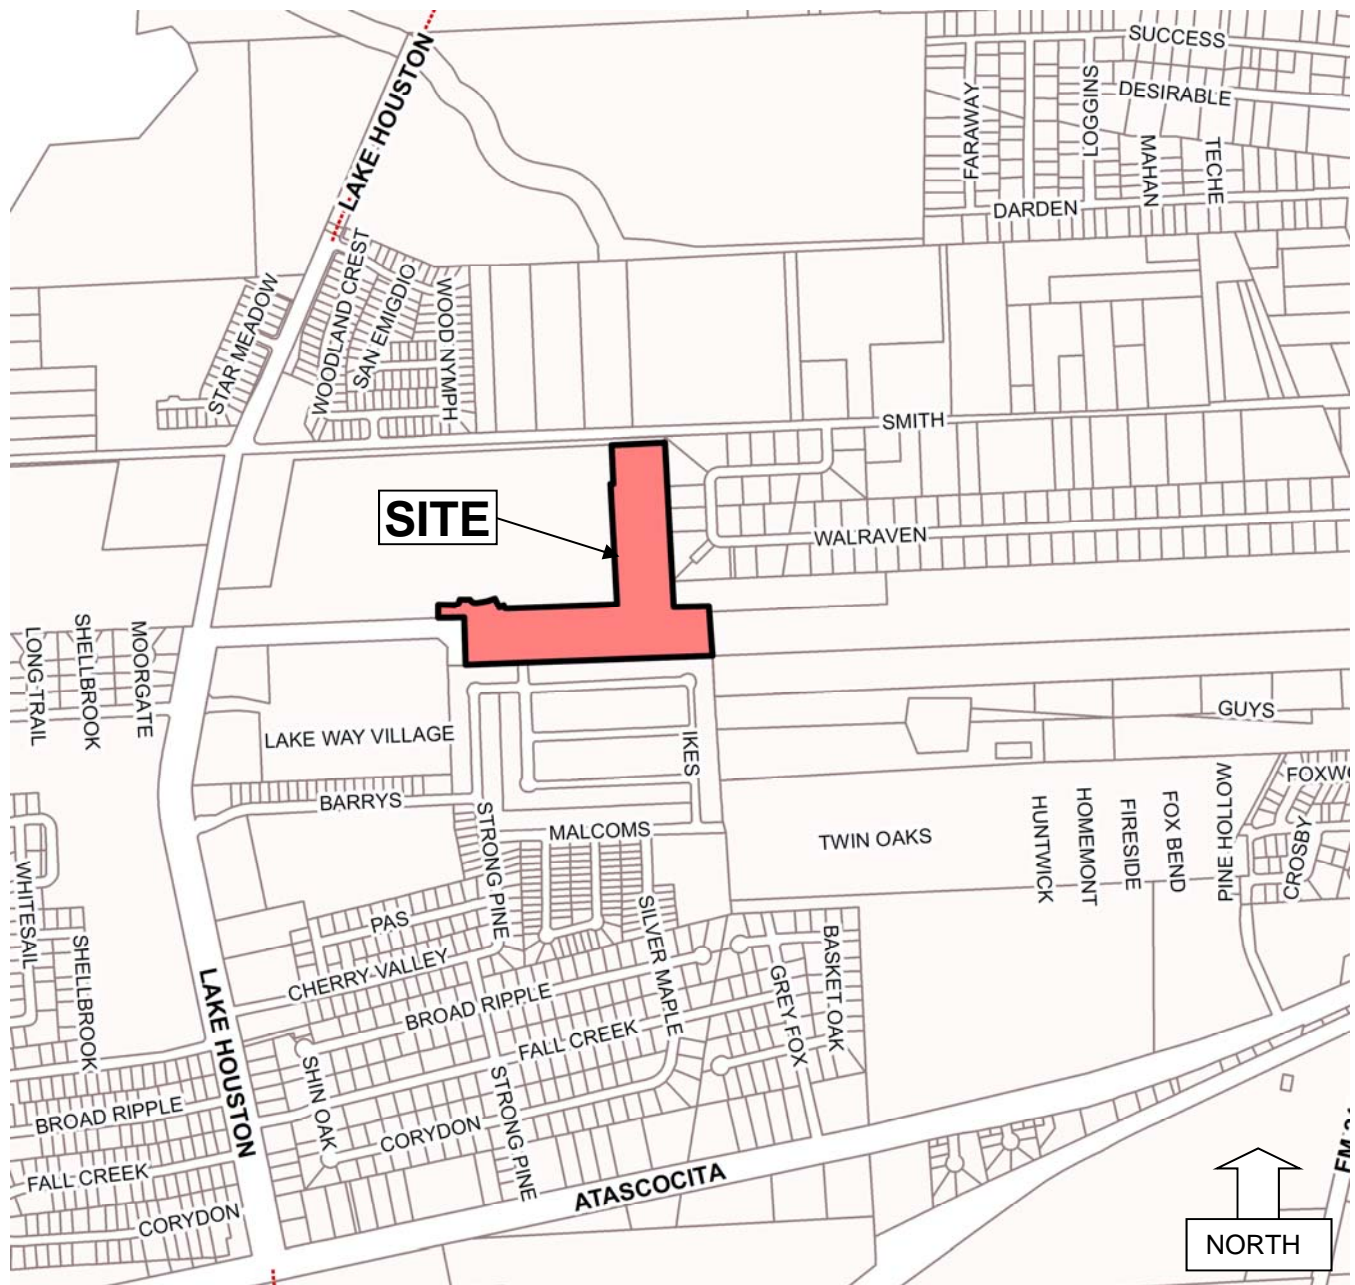 SUCCESS
LAKE HOUSTON
LOGGINS
DESIRABLE
FARAWAY
MAHAN
TECHE
DARDEN
WOODLAND CREST
SAN EMIGDIO
WOOD NYMPH
STAR MEADOW
SMITH
SITE
WALRAVEN
LONG TRAIL
SHELLBROOK
MOORGATE
GUYS
LAKE WAY VILLAGE
IKES
FOXWO
BARRYS
STRONG PINE
MALCOMS
TWIN OAKS
HUNTWICK
HOMEMONT
FIRESIDE
FOX BEND
PINE HOLLOW
CROSBY
WHITESAIL
SHELLBROOK
PAS
SILVER MAPLE
BASKET OAK
CHERRY VALLEY
GREY FOX
LAKE HOUSTON
BROAD RIPPLE
FALL CREEK
SHIN OAK
STRONG PINE
BROAD RIPPLE
CORYDON
FALL CREEK
ATASCOCITA
CORYDON
NORTH